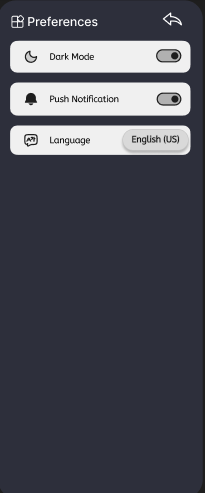 Preferences
Dark Mode
Push Notification
Language English (US)